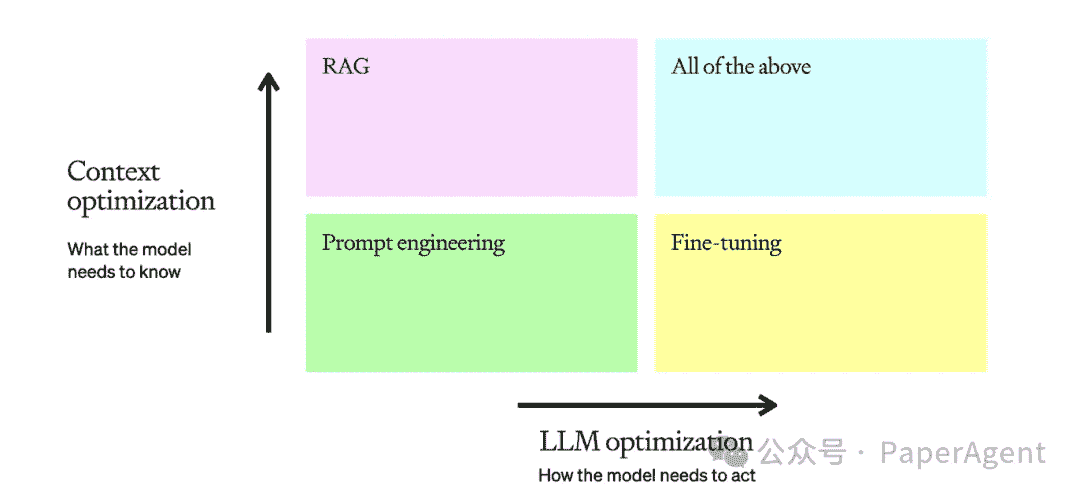 RAG
All of the above
Context
optimization
What the model
needs to know
Prompt engineering
Fine-tuning
LLM optimization
How the model needs to act
公众号 · PaperAgent